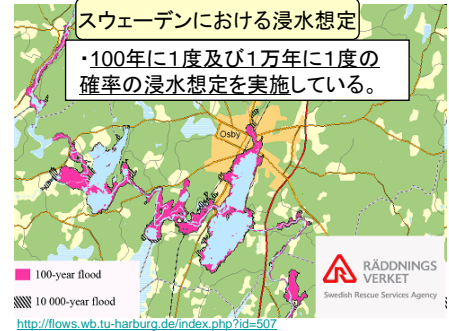 スウェーデンにおける浸水想定
・100年に１度及び１万年に１度の
確率の浸水想定を実施している。
Osby
100-year flood
10 000-year flood
RÄDDNINGS
VERKET
Swedish Rescue Services Agency
http://flows.wb.tu-harburg.de/index.php?id=507